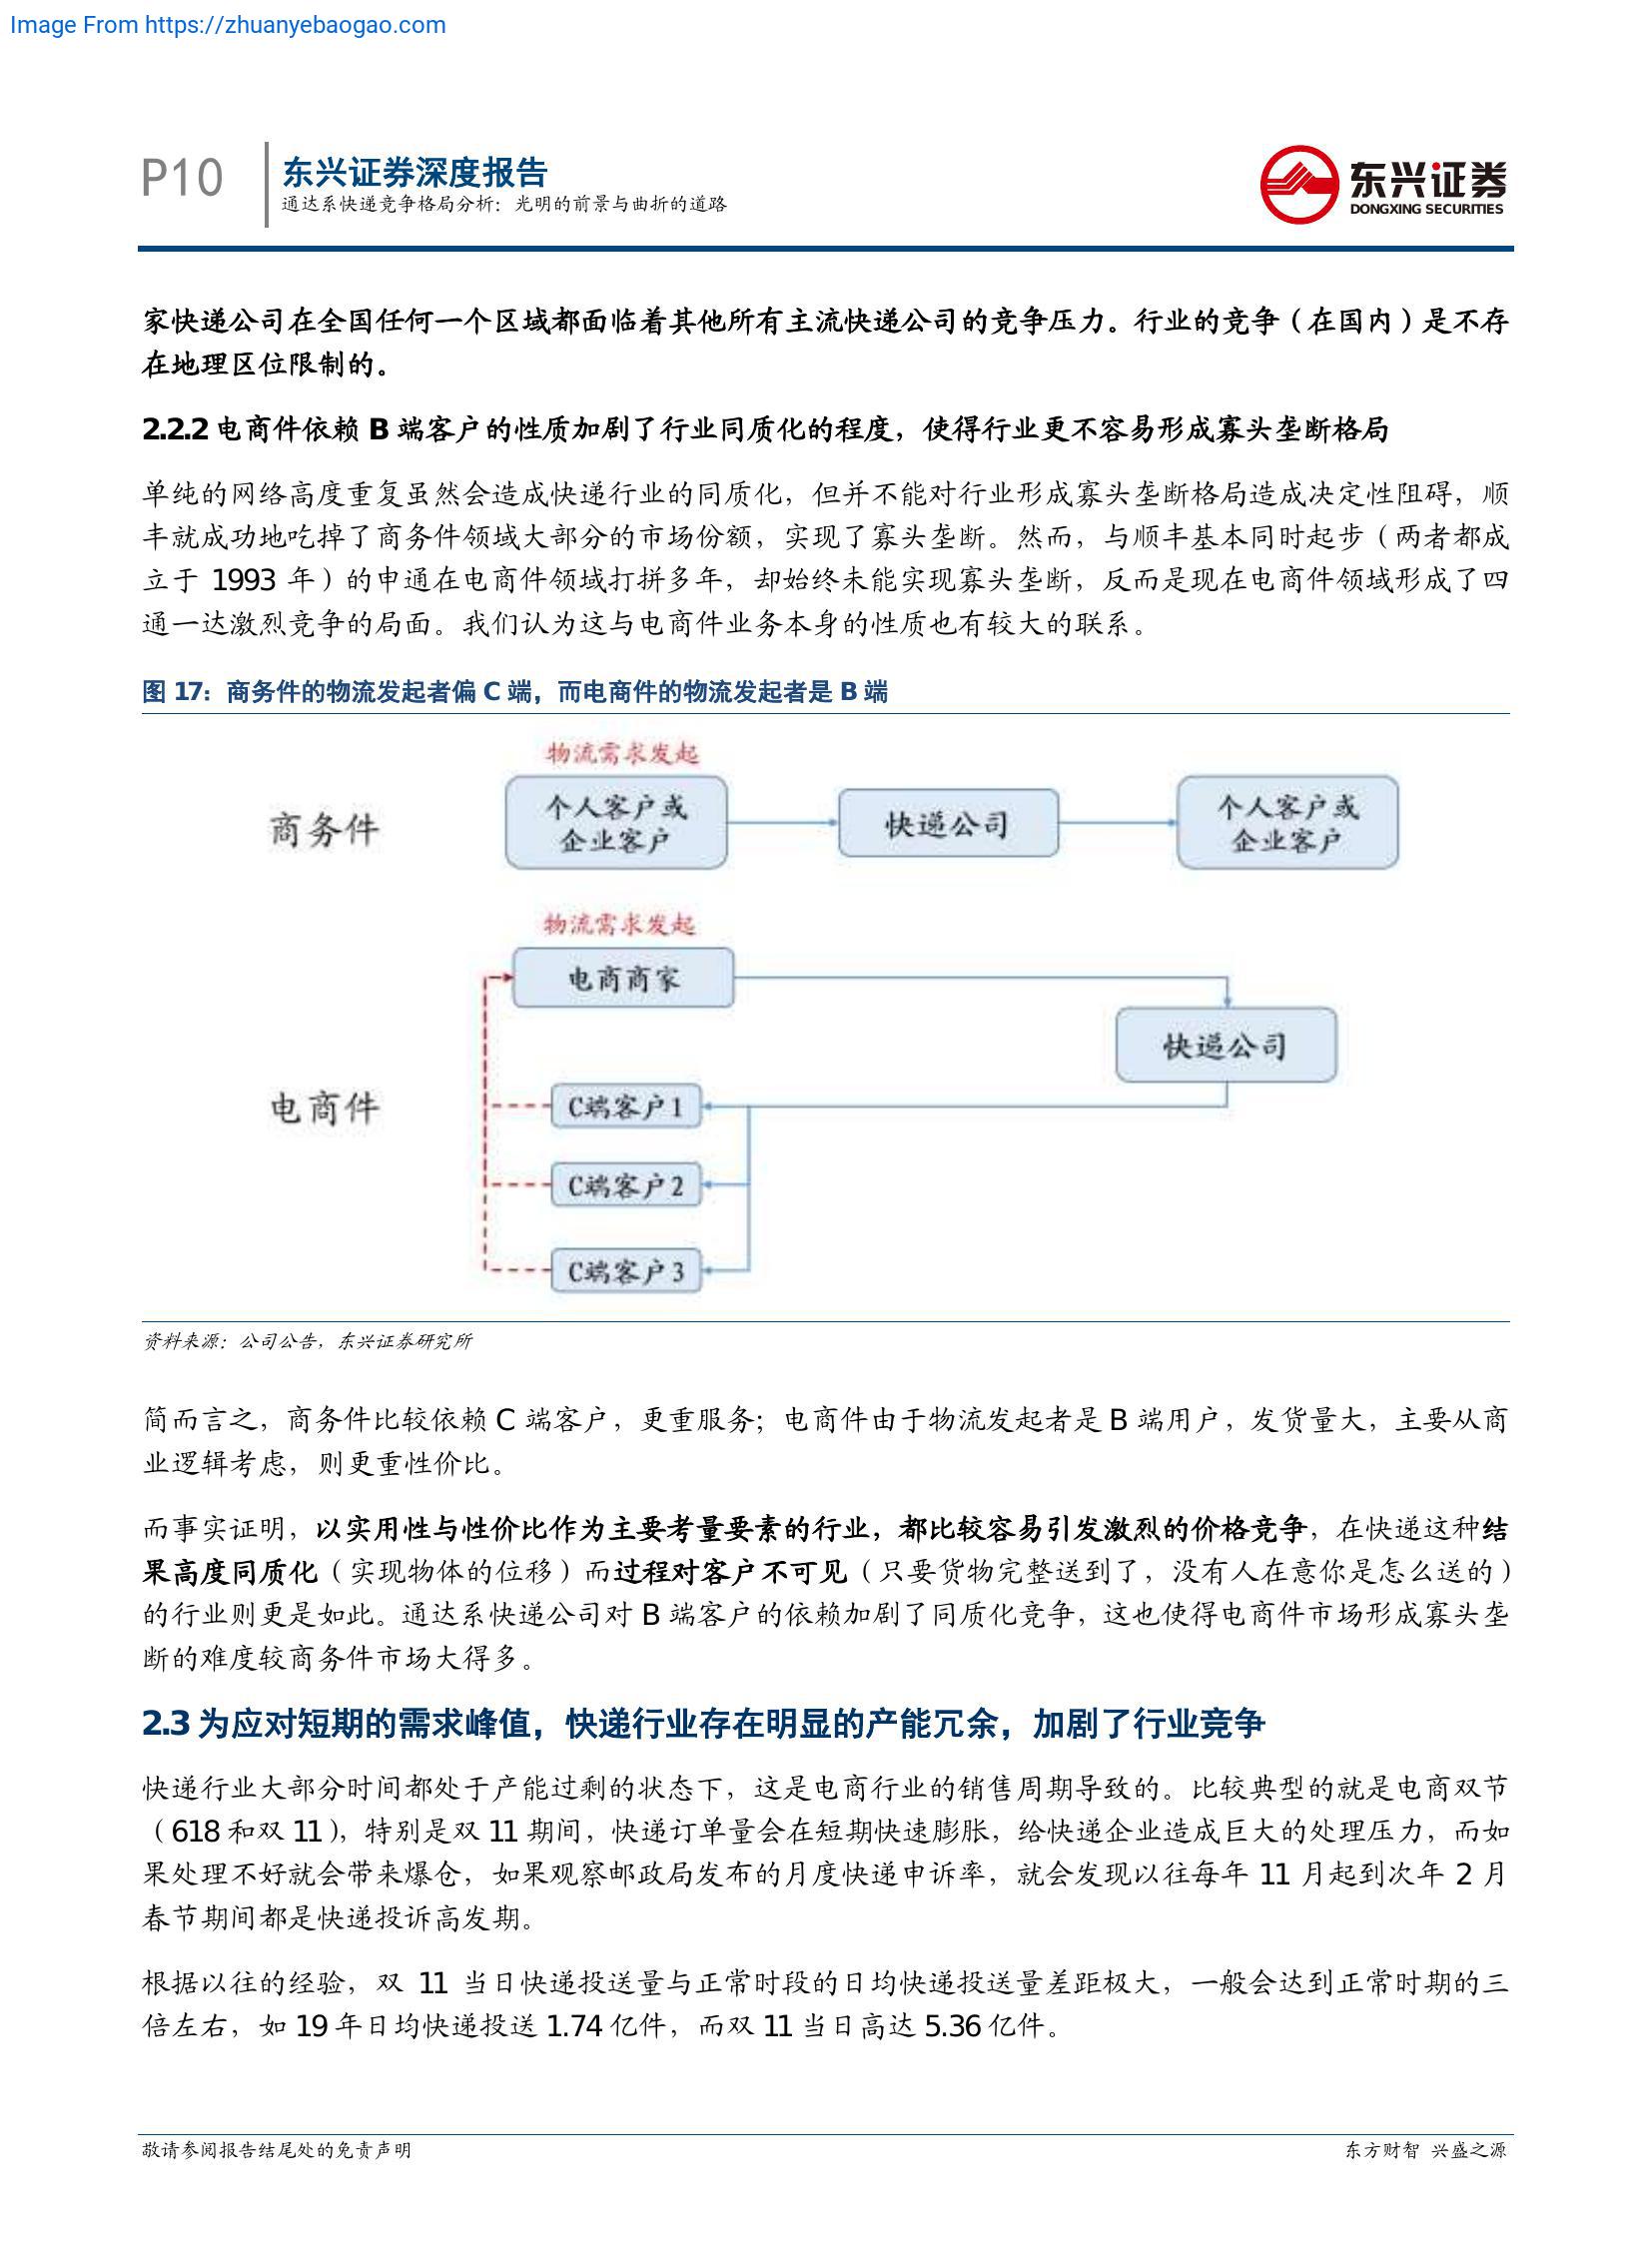 Image From https://zhuanyebaogao.com
P10
东兴证券深度报告
通达系快递竞争格局分析：光明的前景与曲折的道路
东兴证券
DONGXING SECURITIES
家快递公司在全国任何一个区域都面临着其他所有主流快递公司的竞争压力。行业的竞争（在国内）是不存
在地理区位限制的。
2.2.2 电商件依赖 B 端客户的性质加剧了行业同质化的程度，使得行业更不容易形成寡头垄断格局
单纯的网络高度重复虽然会造成快递行业的同质化，但并不能对行业形成寡头垄断格局造成决定性阻碍，顺
丰就成功地吃掉了商务件领域大部分的市场份额，实现了寡头垄断。然而，与顺丰基本同时起步（两者都成
立于 1993 年）的申通在电商件领域打拼多年，却始终未能实现寡头垄断，反而是现在电商件领域形成了四
通一达激烈竞争的局面。我们认为这与电商件业务本身的性质也有较大的联系。
图 17：商务件的物流发起者偏 C 端，而电商件的物流发起者是 B 端
物流需求发起
商务件
个人客户或
企业客户
快递公司
个人客户或
企业客户
物流需求发起
电商商家
快递公司
电商件
C端客户1
C端客户2
C端客户3
资料来源：公司公告，东兴证券研究所
简而言之，商务件比较依赖 C 端客户，更重服务；电商件由于物流发起者是 B 端用户，发货量大，主要从商
业逻辑考虑，则更重性价比。
而事实证明，以实用性与性价比作为主要考量要素的行业，都比较容易引发激烈的价格竞争，在快递这种结
果高度同质化（实现物体的位移）而过程对客户不可见（只要货物完整送到了，没有人在意你是怎么送的）
的行业则更是如此。通达系快递公司对 B 端客户的依赖加剧了同质化竞争，这也使得电商件市场形成寡头垄
断的难度较商务件市场大得多。
2.3 为应对短期的需求峰值，快递行业存在明显的产能冗余，加剧了行业竞争
快递行业大部分时间都处于产能过剩的状态下，这是电商行业的销售周期导致的。比较典型的就是电商双节
（618 和双 11），特别是双 11 期间，快递订单量会在短期快速膨胀，给快递企业造成巨大的处理压力，而如
果处理不好就会带来爆仓，如果观察邮政局发布的月度快递申诉率，就会发现以往每年 11 月起到次年 2 月
春节期间都是快递投诉高发期。
根据以往的经验，双 11 当日快递投送量与正常时段的日均快递投送量差距极大，一般会达到正常时期的三
倍左右，如 19 年日均快递投送 1.74 亿件，而双 11 当日高达 5.36 亿件。
敬请参阅报告结尾处的免责声明
东方财智 兴盛之源